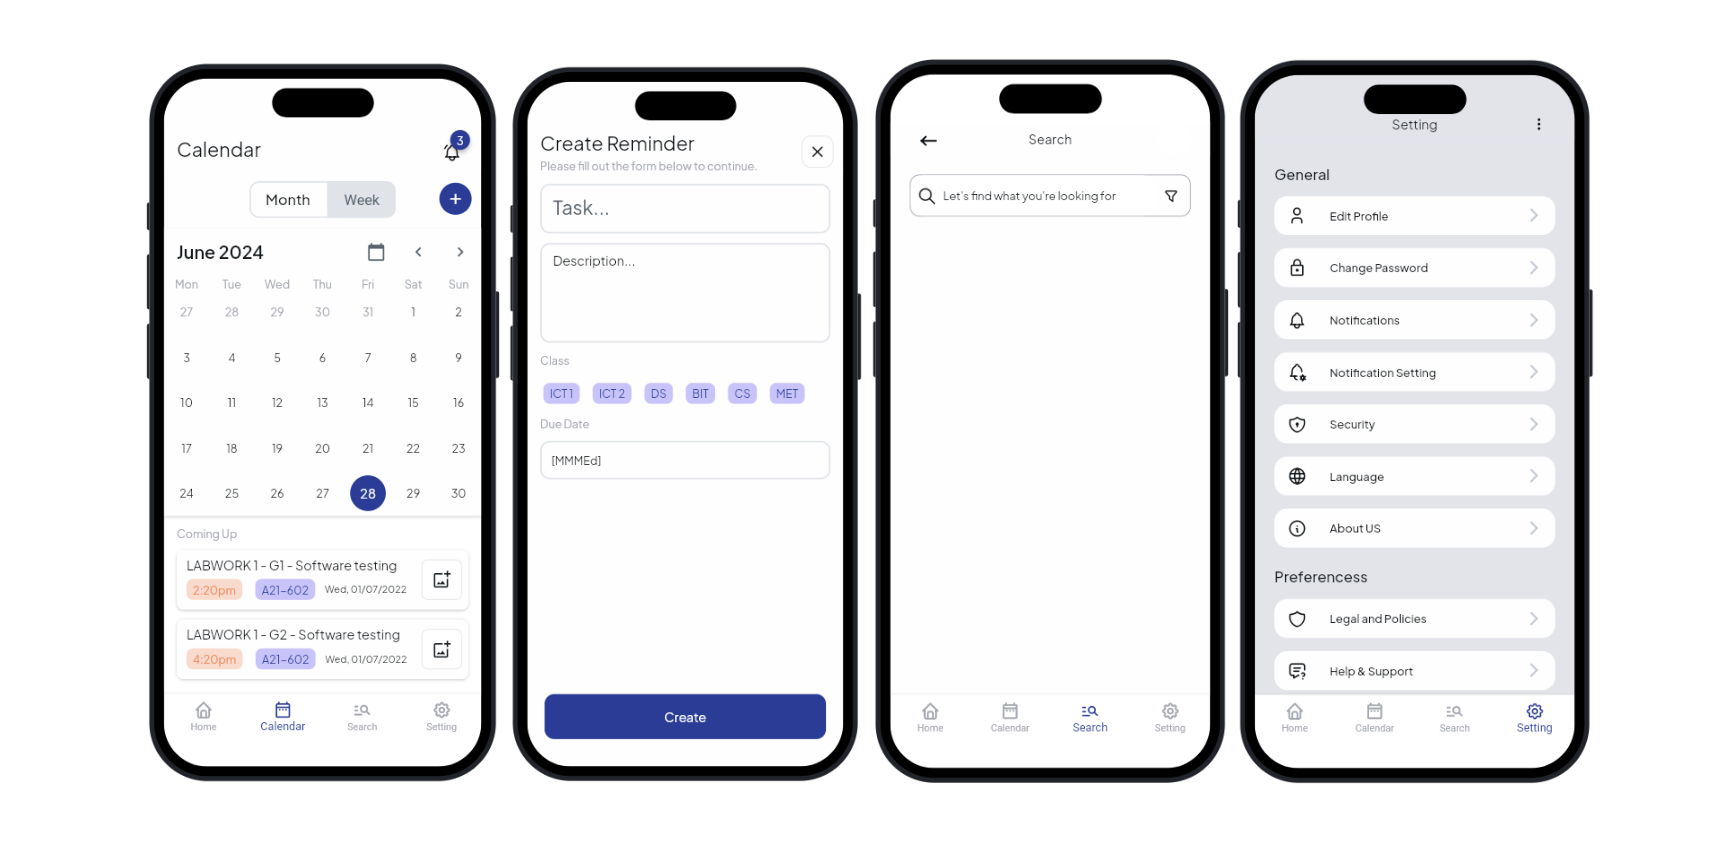 Calendar
3
Month Week
+
June 2024
Mon Tue Wed Thu Fri Sat Sun
27 28 29 30 31 1 2
3 4 5 6 7 8 9
10 11 12 13 14 15 16
17 18 19 20 21 22 23
24 25 26 27 28 29 30
Coming Up
LABWORK 1 - G1 - Software testing
2:20pm A21-602 Wed, 01/07/2022
LABWORK 1 - G2 - Software testing
4:20pm A21-602 Wed, 01/07/2022
Home Calendar Search Setting
Create Reminder
Please fill out the form below to continue.
Task...
Description...
Class
ICT 1 ICT 2 DS BIT CS MET
Due Date
[MMMEd]
Create
Search
Let's find what you're looking for
Home Calendar Search Setting
Setting
General
Edit Profile
Change Password
Notifications
Notification Setting
Security
Language
About US
Preferencess
Legal and Policies
Help & Support
Home Calendar Search Setting